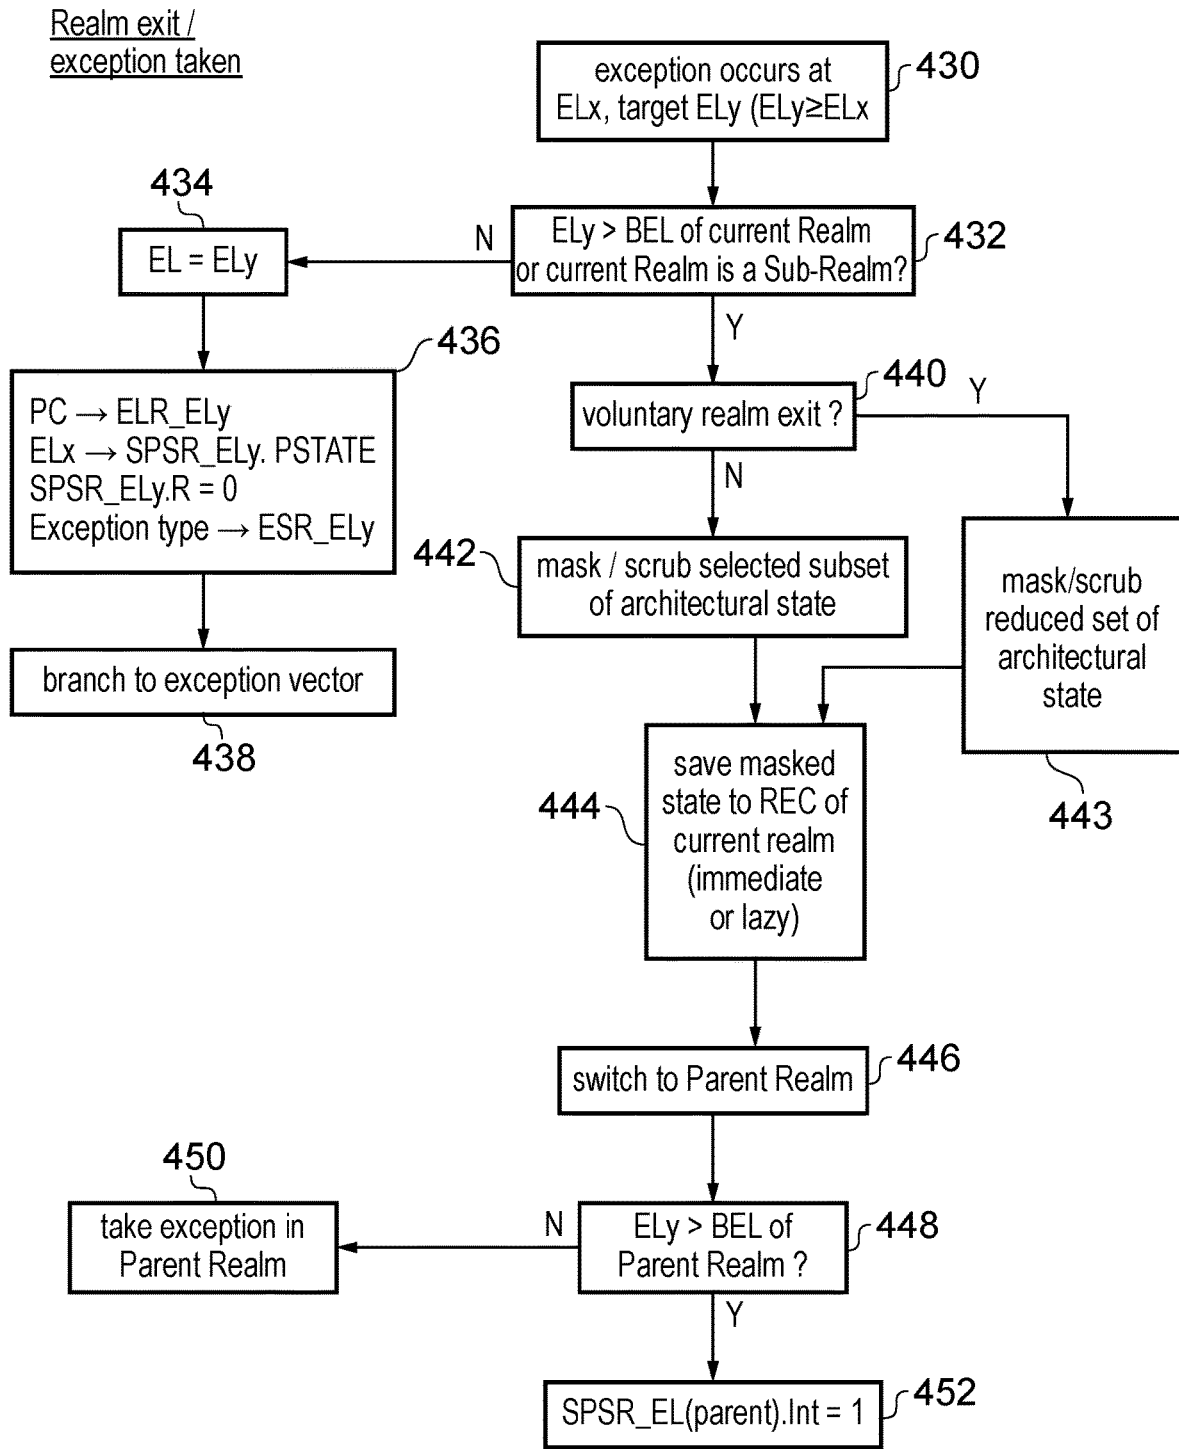 Realm exit /
exception taken
exception occurs at
ELx, target ELy (ELy≥ELx
430
434
EL = ELy
N
ELy > BEL of current Realm
or current Realm is a Sub-Realm?
432
Y
436
PC → ELR_ELy
ELx → SPSR_ELy. PSTATE
SPSR_ELy.R = 0
Exception type → ESR_ELy
voluntary realm exit ?
440
Y
N
442
mask / scrub selected subset
of architectural state
mask/scrub
reduced set of
architectural
state
443
branch to exception vector
438
444
save masked
state to REC of
current realm
(immediate
or lazy)
switch to Parent Realm
446
450
take exception in
Parent Realm
N
ELy > BEL of
Parent Realm ?
448
Y
SPSR_EL(parent).Int = 1
452